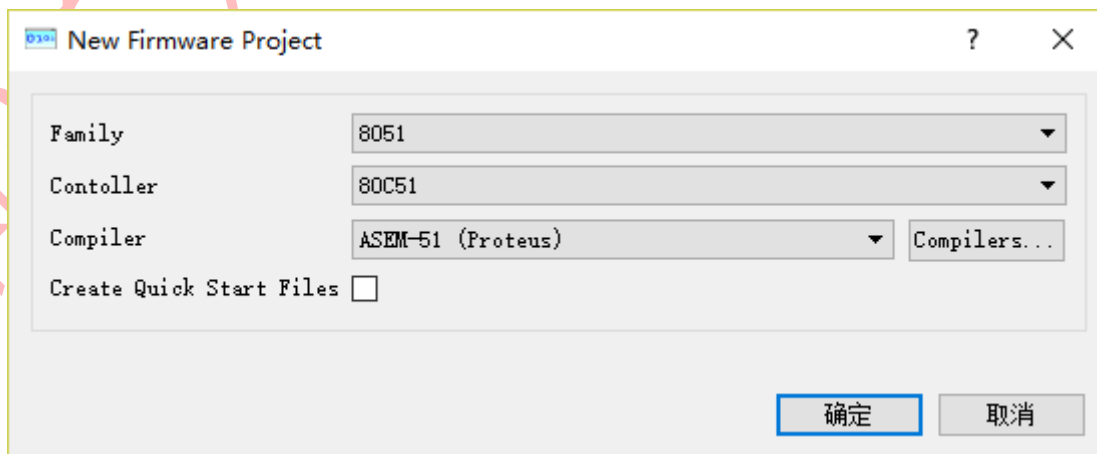 New Firmware Project
Family 8051
Contoller 80C51
Compiler ASEM-51 (Proteus) Compilers...
Create Quick Start Files
确定 取消